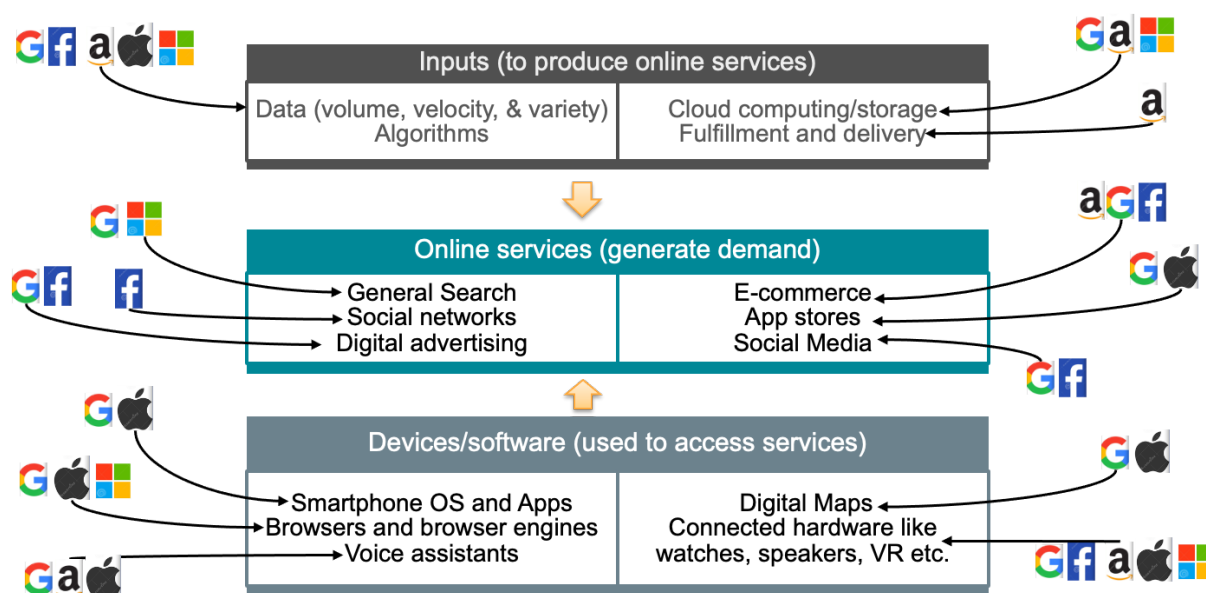 Inputs (to produce online services)
Data (volume, velocity, & variety)
Algorithms
Cloud computing/storage
Fulfillment and delivery
Online services (generate demand)
General Search
Social networks
Digital advertising
E-commerce
App stores
Social Media
Devices/software (used to access services)
Smartphone OS and Apps
Browsers and browser engines
Voice assistants
Digital Maps
Connected hardware like
watches, speakers, VR etc.